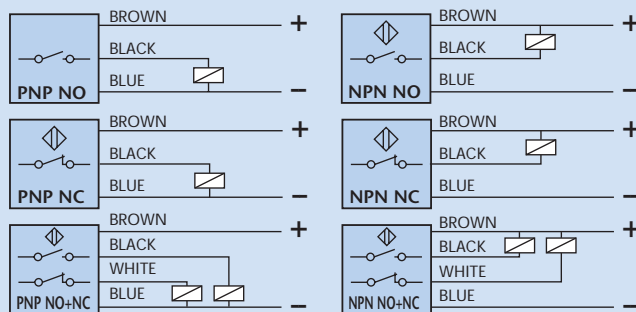 BROWN
+
BLACK
BLUE
PNP NO
−
BROWN
+
BLACK
BLUE
NPN NO
−
BROWN
+
BLACK
BLUE
PNP NC
−
BROWN
+
BLACK
BLUE
NPN NC
−
BROWN
+
BLACK
WHITE
BLUE
PNP NO+NC
−
BROWN
+
BLACK
WHITE
BLUE
NPN NO+NC
−